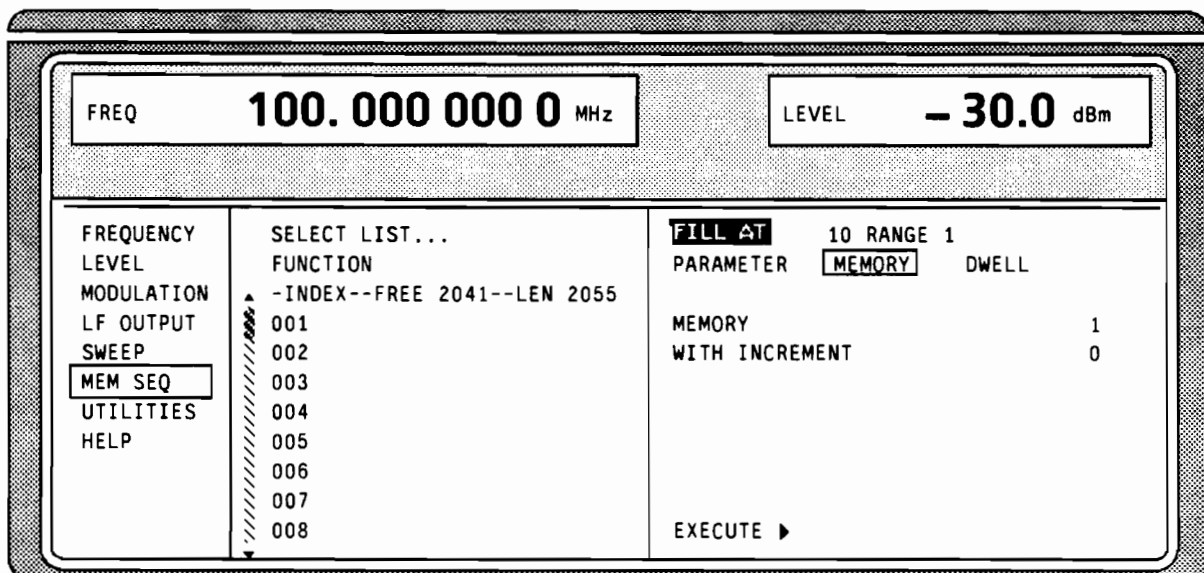 FREQ 100. 000 000 0 MHz
LEVEL – 30.0 dBm
FREQUENCY
LEVEL
MODULATION
LF OUTPUT
SWEEP
MEM SEQ
UTILITIES
HELP
SELECT LIST...
FUNCTION
-INDEX--FREE 2041--LEN 2055
001
002
003
004
005
006
007
008
FILL AT 10 RANGE 1
PARAMETER MEMORY DWELL
MEMORY 1
WITH INCREMENT 0
EXECUTE